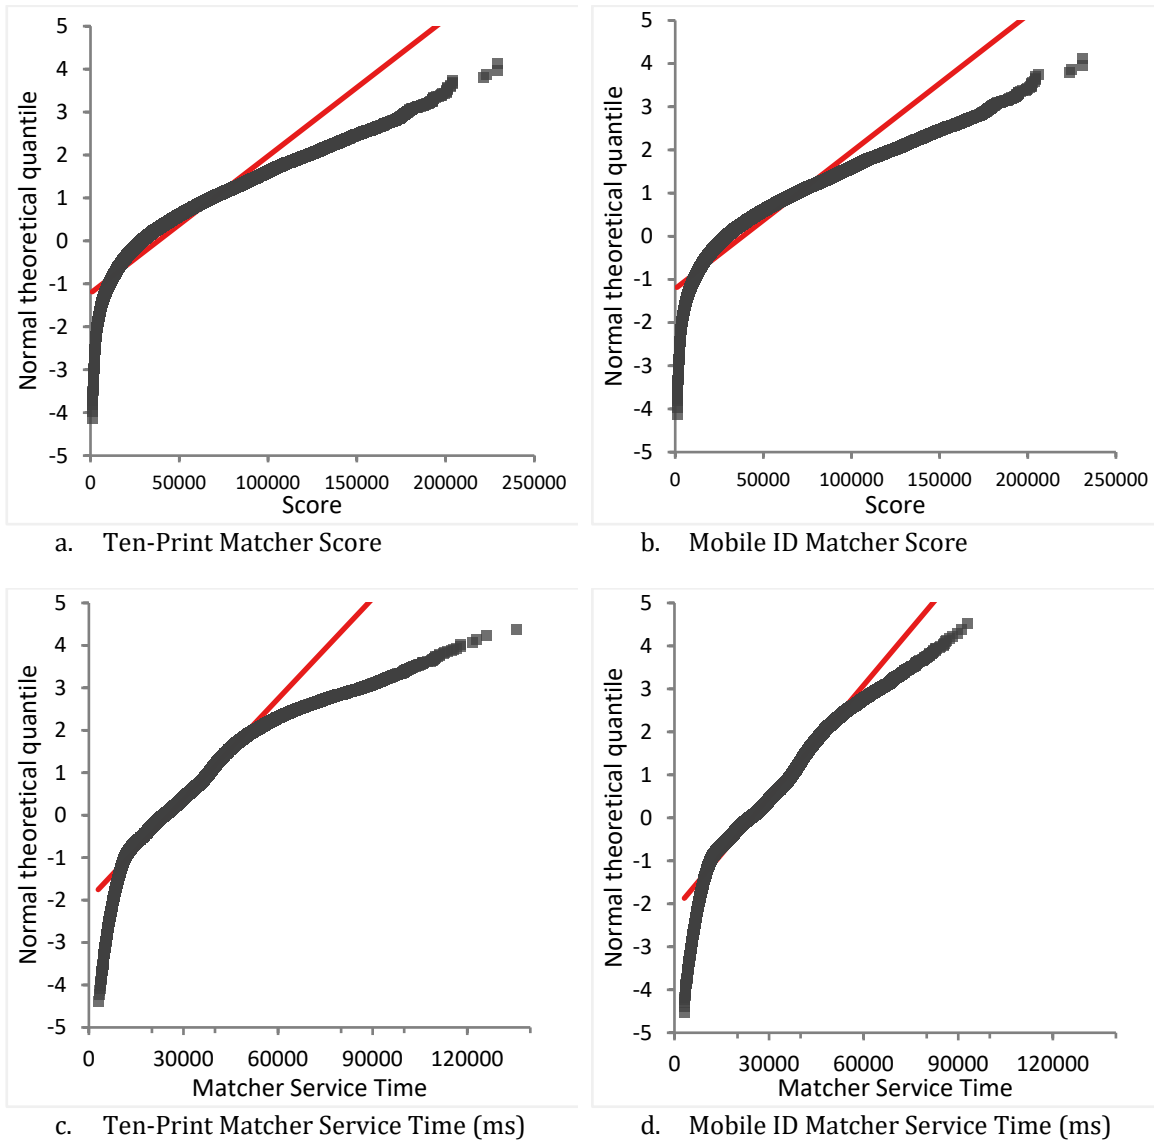 5
4
3
2
1
0
-1
-2
-3
-4
-5
Normal theoretical quantile
0 50000 100000 150000 200000 250000
Score
a. Ten-Print Matcher Score
5
4
3
2
1
0
-1
-2
-3
-4
-5
Normal theoretical quantile
0 50000 100000 150000 200000 250000
Score
b. Mobile ID Matcher Score
5
4
3
2
1
0
-1
-2
-3
-4
-5
Normal theoretical quantile
0 30000 60000 90000 120000
Matcher Service Time
c. Ten-Print Matcher Service Time (ms)
5
4
3
2
1
0
-1
-2
-3
-4
-5
Normal theoretical quantile
0 30000 60000 90000 120000
Matcher Service Time
d. Mobile ID Matcher Service Time (ms)